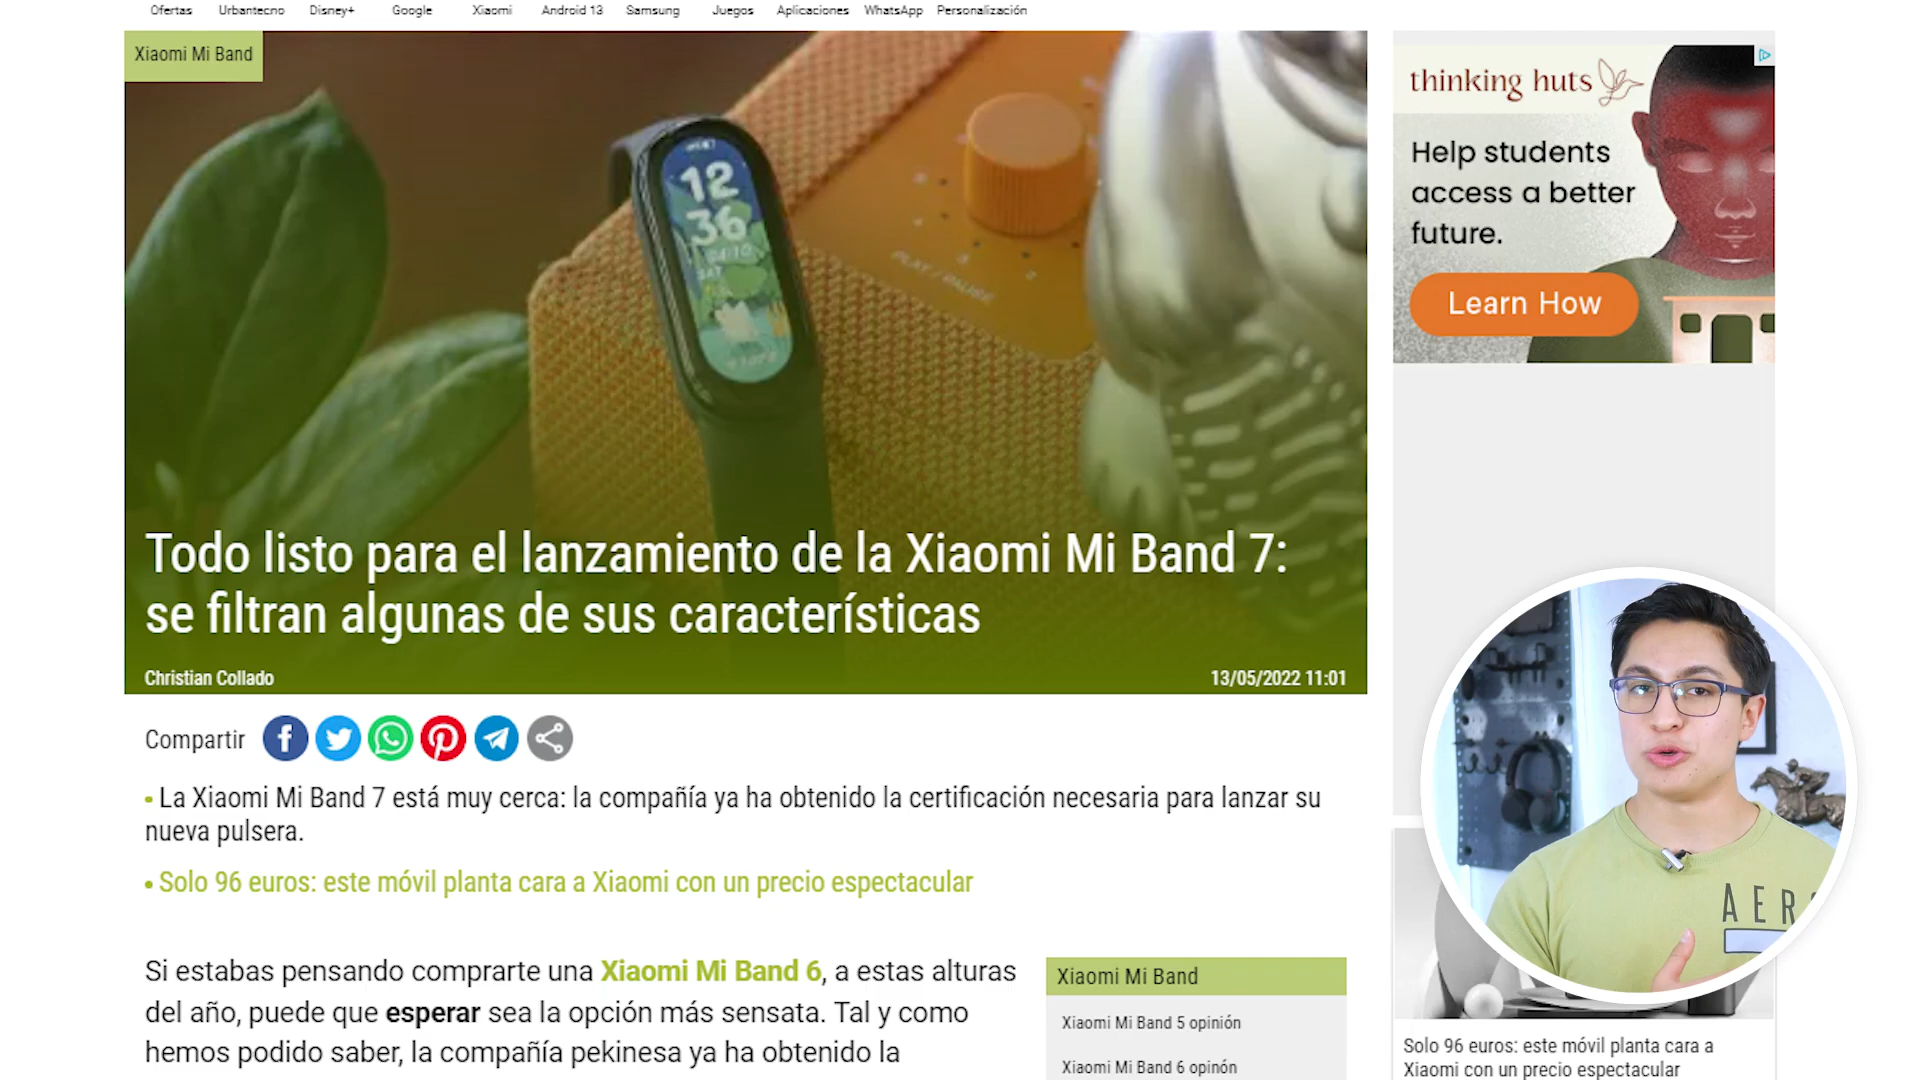 Ofertas Urbantecno Disney+ Google Xiaomi Android 13 Samsung Juegos Aplicaciones WhatsApp Personalización
Xiaomi Mi Band
12
36
04/10
SAT
PLAY / PAUSE
Todo listo para el lanzamiento de la Xiaomi Mi Band 7:
se filtran algunas de sus características
Christian Collado
13/05/2022 11:01
Compartir
• La Xiaomi Mi Band 7 está muy cerca: la compañía ya ha obtenido la certificación necesaria para lanzar su
nueva pulsera.
• Solo 96 euros: este móvil planta cara a Xiaomi con un precio espectacular
Si estabas pensando comprarte una Xiaomi Mi Band 6, a estas alturas
del año, puede que esperar sea la opción más sensata. Tal y como
hemos podido saber, la compañía pekinesa ya ha obtenido la
Xiaomi Mi Band
Xiaomi Mi Band 5 opinión
Xiaomi Mi Band 6 opinón
thinking huts
Help students
access a better
future.
Learn How
AER
Solo 96 euros: este móvil planta cara a
Xiaomi con un precio espectacular